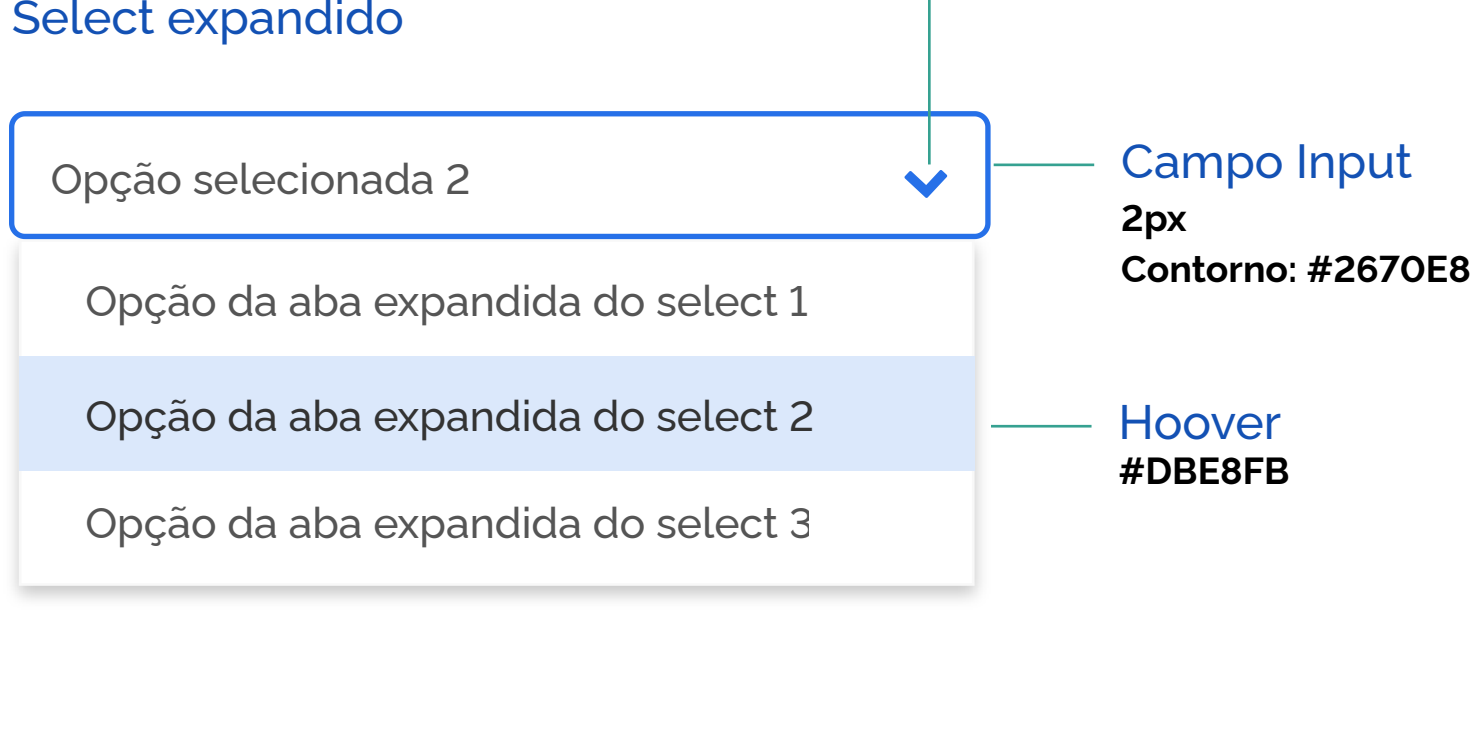 Select expandido
Opção selecionada 2
Campo Input
2px
Contorno: #2670E8
Opção da aba expandida do select 1
Opção da aba expandida do select 2
Hoover
#DBE8FB
Opção da aba expandida do select 3